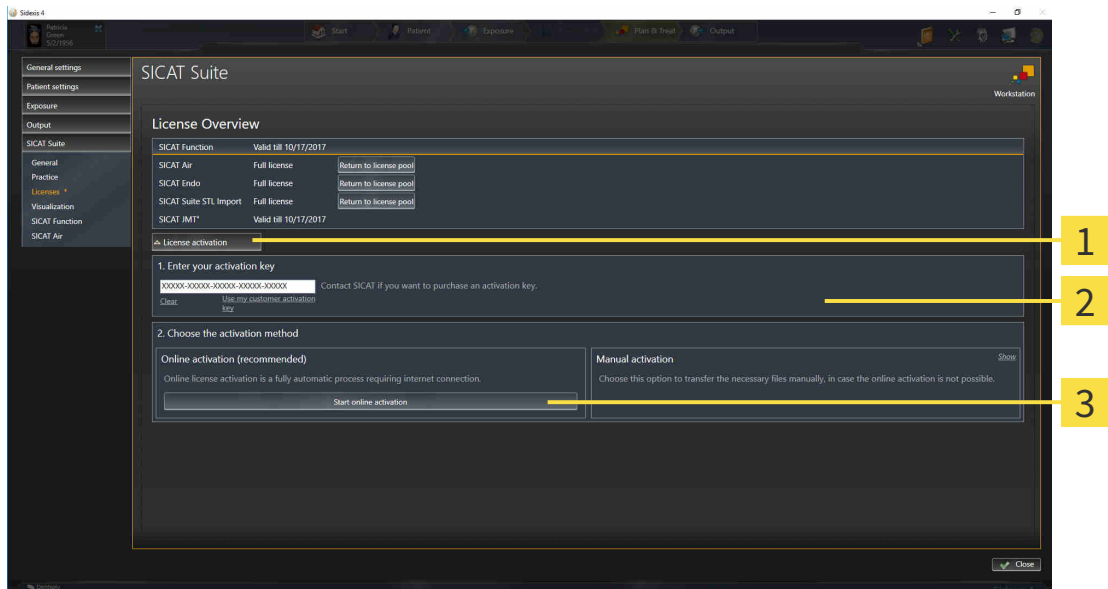 Sidexis 4
Patricia
Green
5/2/1956
Start
Patient
Exposure
Plan & Treat
Output
General settings
Patient settings
Exposure
Output
SICAT Suite
General
Practice
Licenses *
Visualization
SICAT Function
SICAT Air
SICAT Suite
Workstation
License Overview
SICAT Function Valid till 10/17/2017
SICAT Air Full license Return to license pool
SICAT Endo Full license Return to license pool
SICAT Suite STL Import Full license Return to license pool
SICAT JMT⁺ Valid till 10/17/2017
License activation
1
1. Enter your activation key
XXXXX-XXXXX-XXXXX-XXXXX-XXXXX Contact SICAT if you want to purchase an activation key.
Clear Use my customer activation
key
2
2. Choose the activation method
Online activation (recommended)
Online license activation is a fully automatic process requiring internet connection.
Start online activation
Manual activation Show
Choose this option to transfer the necessary files manually, in case the online activation is not possible.
3
Close